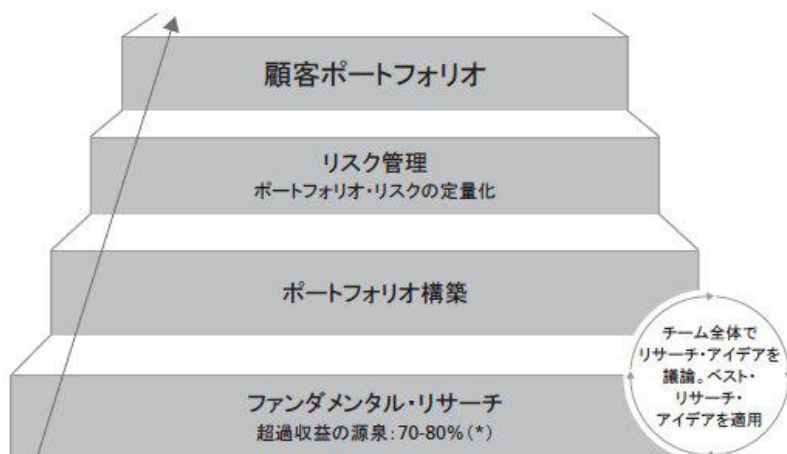 顧客ポートフォリオ
リスク管理
ポートフォリオ・リスクの定量化
ポートフォリオ構築
ファンダメンタル・リサーチ
超過収益の源泉：70-80%（*）
チーム全体で
リサーチ・アイデアを
議論。ベスト・
リサーチ・
アイデアを適用